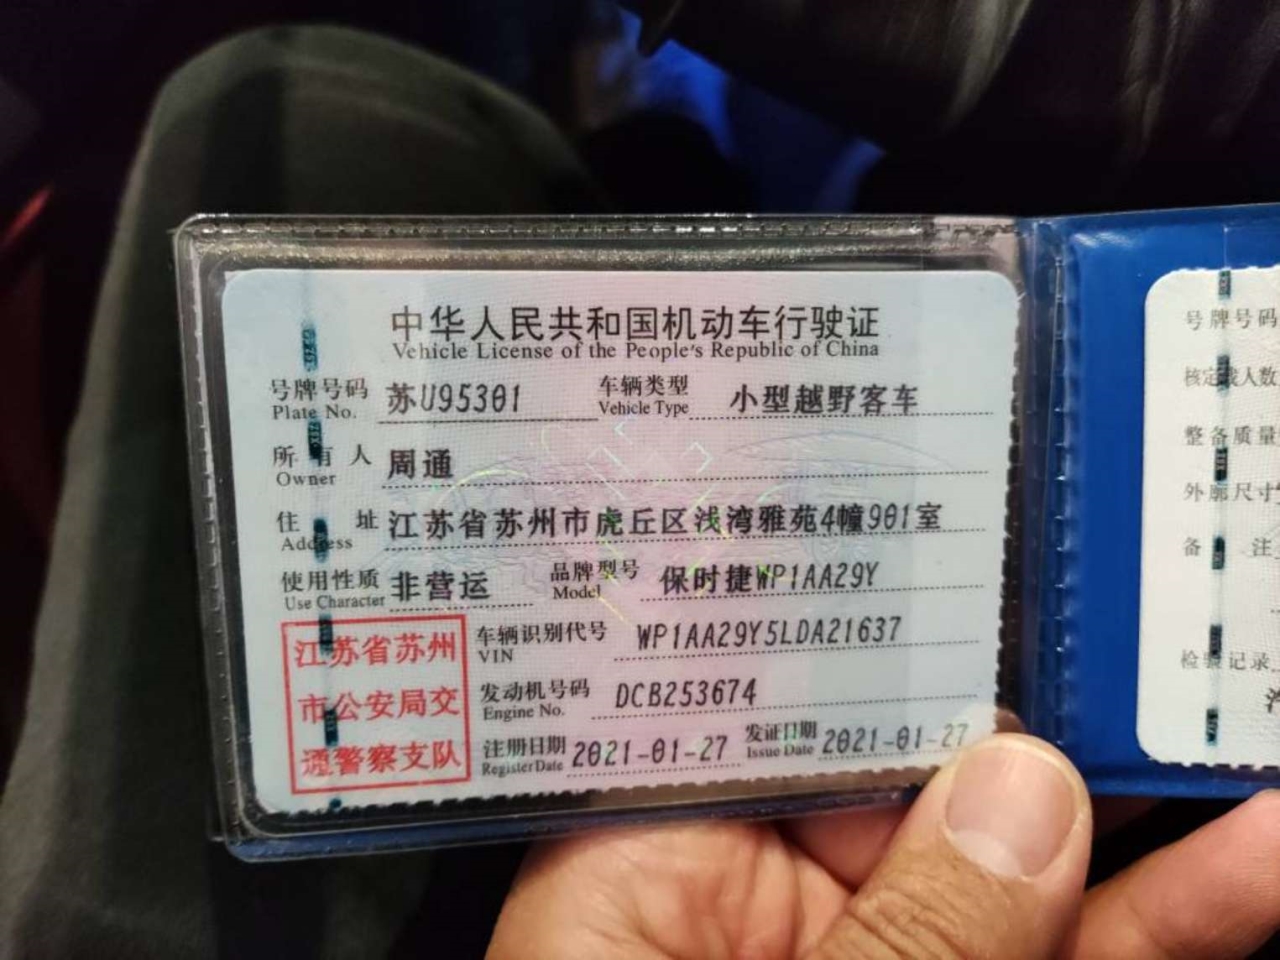 中华人民共和国机动车行驶证
Vehicle License of the People's Republic of China
号牌号码 苏U95301 车辆类型 小型越野客车
Plate No. Vehicle Type
所有人 周通
Owner
住址 江苏省苏州市虎丘区浅湾雅苑4幢901室
Address
使用性质 非营运 品牌型号 保时捷WP1AA29Y
Use Character Model
江苏省苏州
市公安局交
通警察支队
车辆识别代号 WP1AA29Y5LDA21637
VIN
发动机号码 DCB253674
Engine No.
注册日期 2021-01-27 发证日期 2021-01-27
Register Date Issue Date
号牌号码
核定载人数
整备质量
外廓尺寸
备注
检验记录